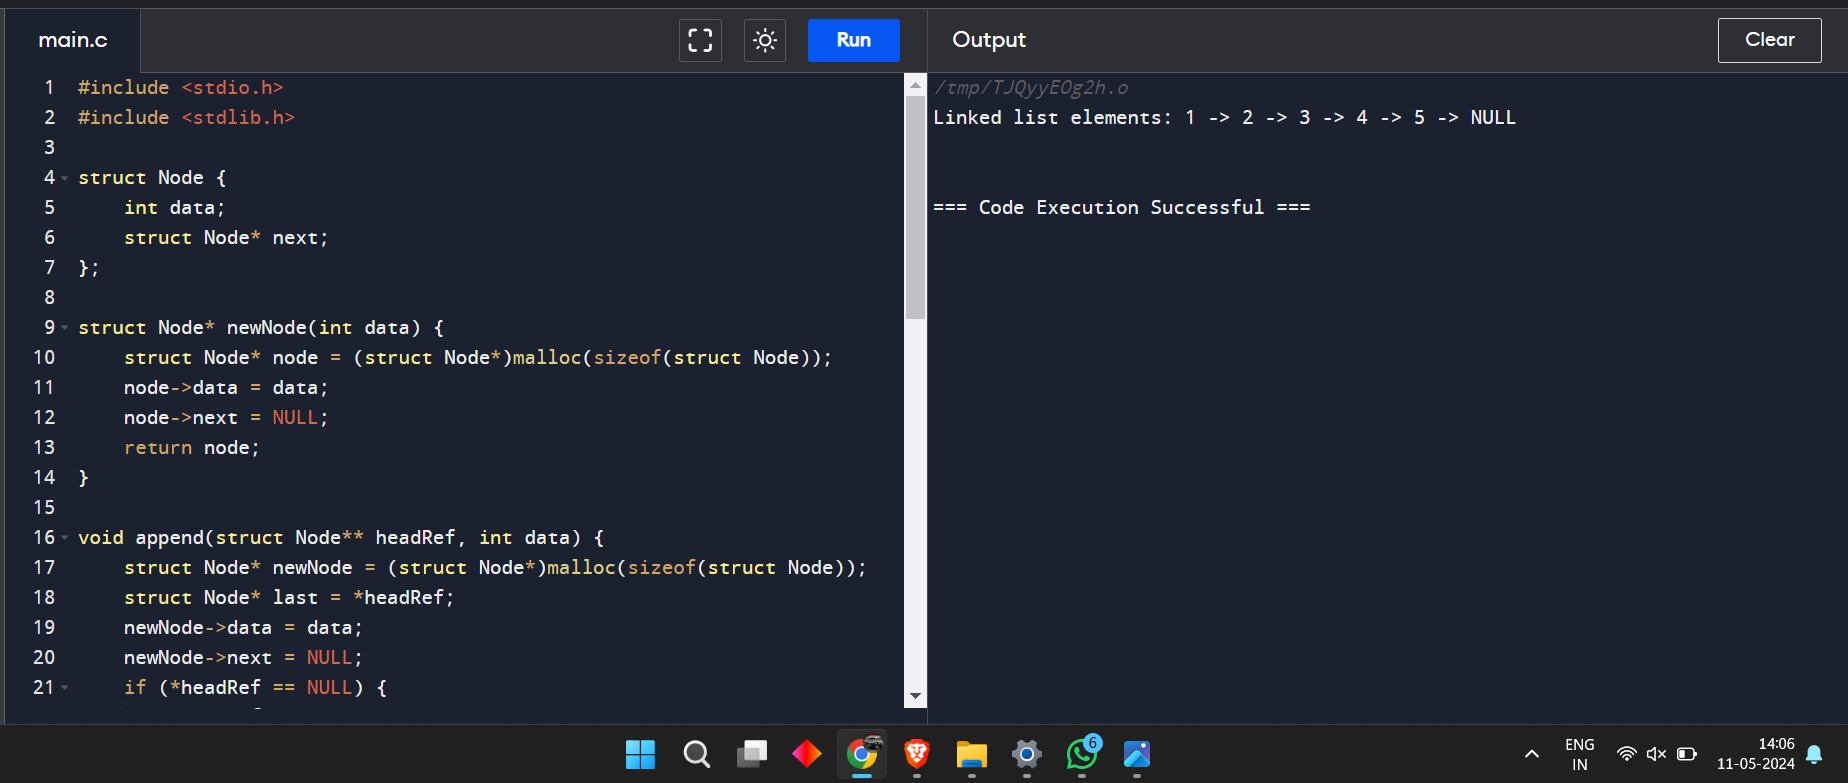 main.c
Run
Output
Clear
1 #include <stdio.h>
2 #include <stdlib.h>
3
4 struct Node {
5     int data;
6     struct Node* next;
7 };
8
9 struct Node* newNode(int data) {
10     struct Node* node = (struct Node*)malloc(sizeof(struct Node));
11     node->data = data;
12     node->next = NULL;
13     return node;
14 }
15
16 void append(struct Node** headRef, int data) {
17     struct Node* newNode = (struct Node*)malloc(sizeof(struct Node));
18     struct Node* last = *headRef;
19     newNode->data = data;
20     newNode->next = NULL;
21     if (*headRef == NULL) {
/tmp/TJQyyEOg2h.o
Linked list elements: 1 -> 2 -> 3 -> 4 -> 5 -> NULL
=== Code Execution Successful ===
6
ENG
IN
14:06
11-05-2024